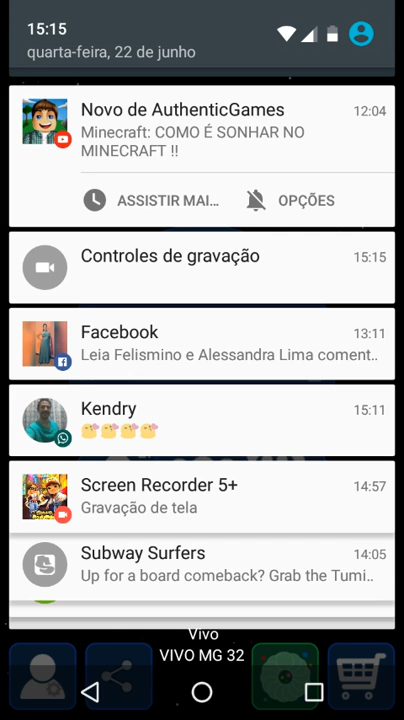 15:15
quarta-feira, 22 de junho
Novo de AuthenticGames 12:04
Minecraft: COMO É SONHAR NO
MINECRAFT !!
ASSISTIR MAI... OPÇÕES
Controles de gravação 15:15
Facebook 13:11
Leia Felismino e Alessandra Lima coment..
Kendry 15:11
Screen Recorder 5+ 14:57
Gravação de tela
Subway Surfers 14:05
Up for a board comeback? Grab the Tumi..
Vivo
VIVO MG 32